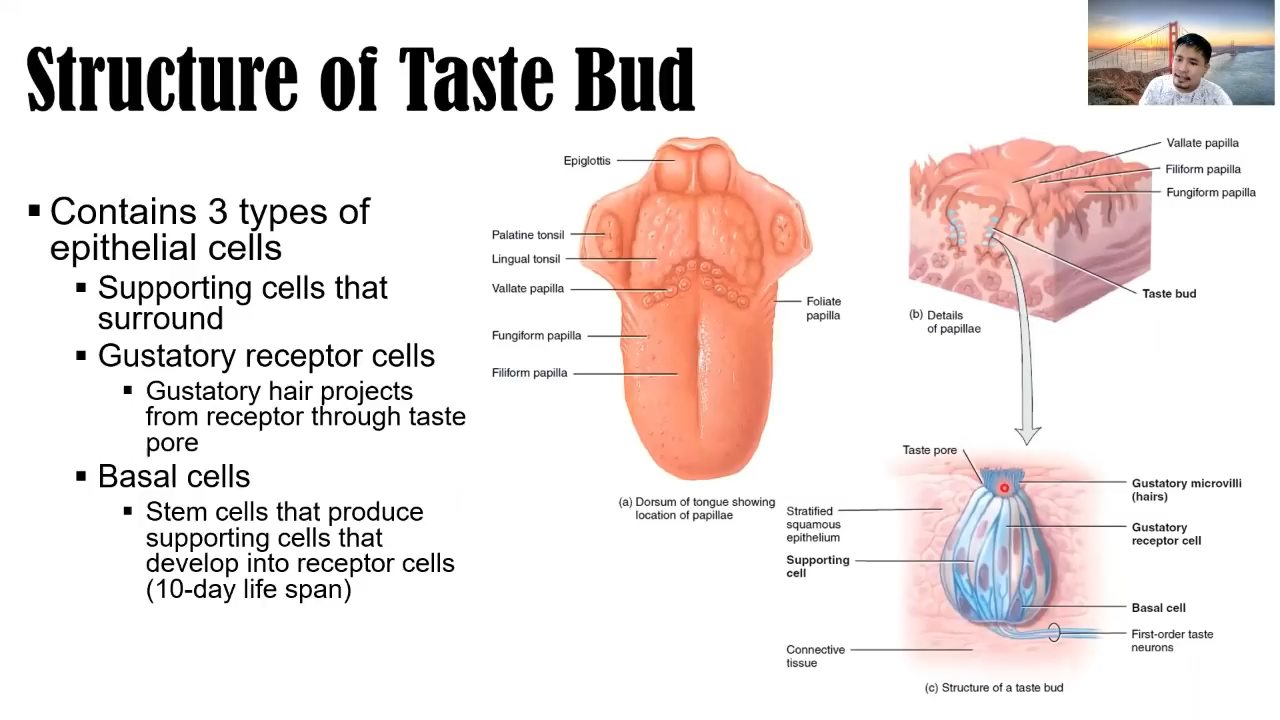 Structure of Taste Bud
▪ Contains 3 types of
epithelial cells
▪ Supporting cells that
surround
▪ Gustatory receptor cells
▪ Gustatory hair projects
from receptor through taste
pore
▪ Basal cells
▪ Stem cells that produce
supporting cells that
develop into receptor cells
(10-day life span)
Epiglottis
Palatine tonsil
Lingual tonsil
Vallate papilla
Fungiform papilla
Filiform papilla
Foliate
papilla
(a) Dorsum of tongue showing
location of papillae
Vallate papilla
Filiform papilla
Fungiform papilla
Taste bud
(b) Details
of papillae
Taste pore
Stratified
squamous
epithelium
Supporting
cell
Connective
tissue
Gustatory microvilli
(hairs)
Gustatory
receptor cell
Basal cell
First-order taste
neurons
(c) Structure of a taste bud